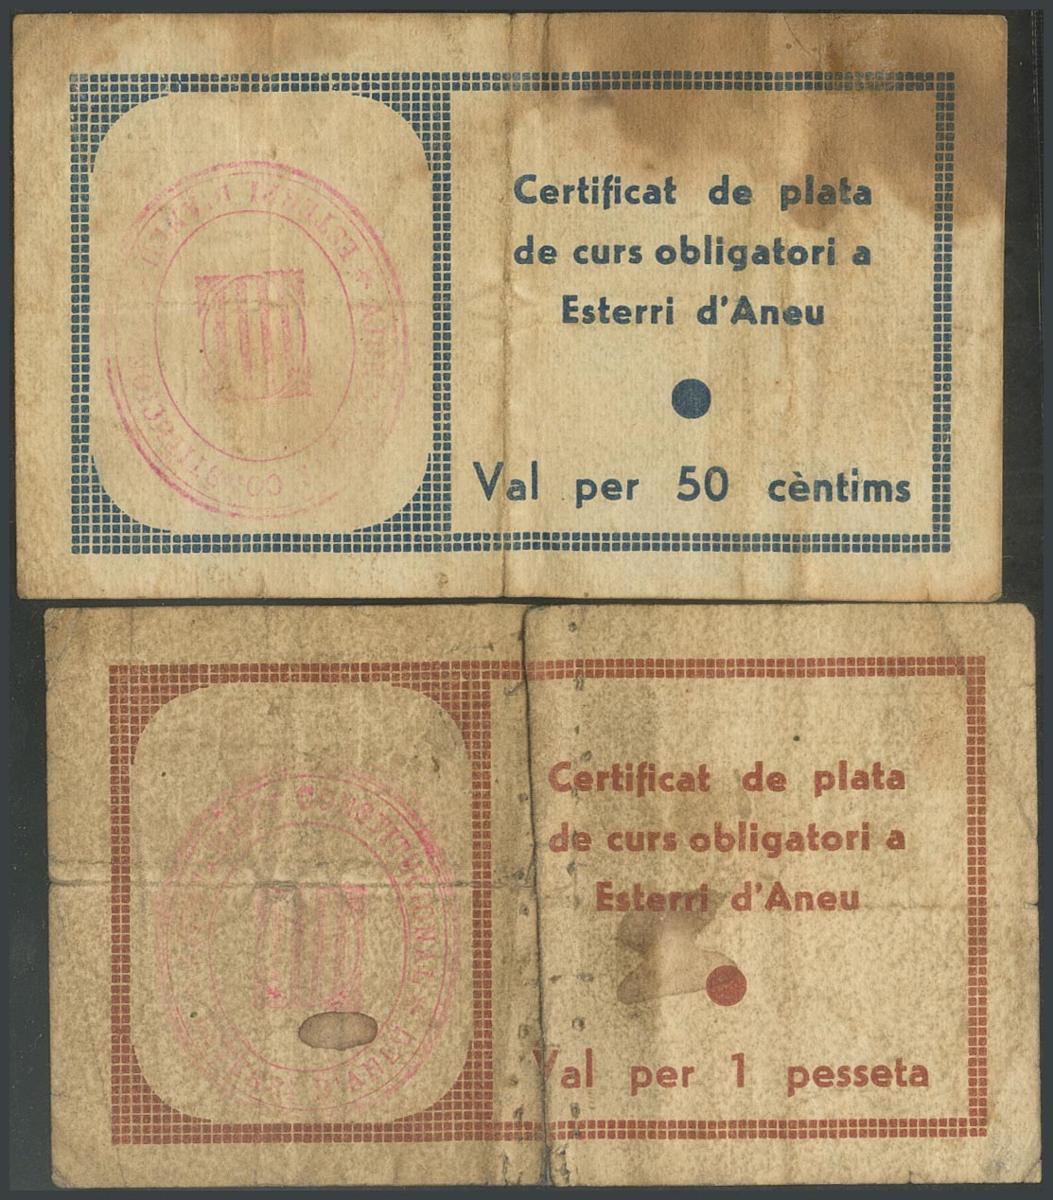 Certificat de plata
de curs obligatori a
Esterri d'Aneu
Val per 50 cèntims
CONSTITUCIONAL
Certificat de plata
de curs obligatori a
Esterri d'Aneu
Val per 1 pesseta